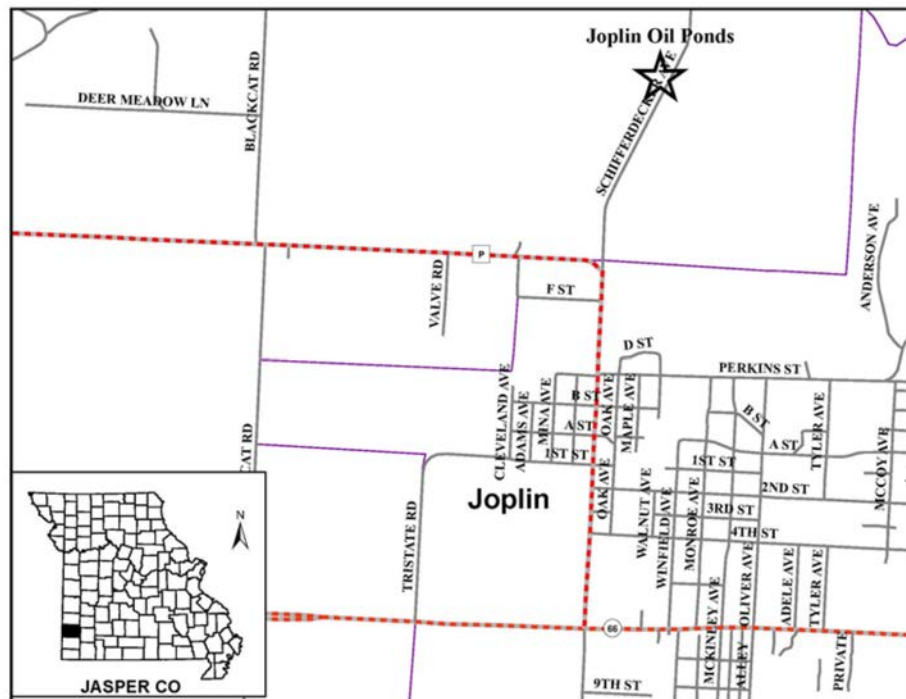 Joplin Oil Ponds
DEER MEADOW LN
BLACKCAT RD
SCHIFFERDECKER AVE
ANDERSON AVE
P
VALVE RD
F ST
D ST
PERKINS ST
CLEVELAND AVE
ADAMS AVE
MINA AVE
B ST
OAK AVE
MAPLE AVE
B ST
TYLER AVE
A ST
A ST
1ST ST
1ST ST
MCCOY AVE
CAT RD
Joplin
OAK AVE
2ND ST
WALNUT AVE
WINFIELD AVE
MONROE AVE
3RD ST
4TH ST
TRISTATE RD
OLIVER AVE
ADELE AVE
TYLER AVE
66
MCKINLEY AVE
ALLEY
PRIVATE
9TH ST
N
JASPER CO